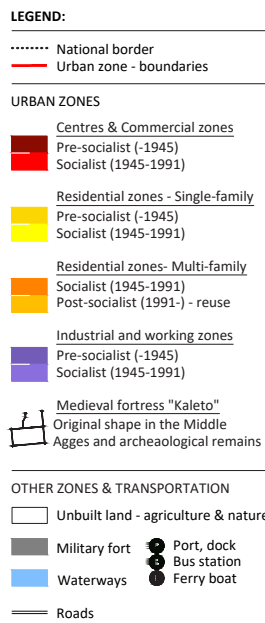 LEGEND:
National border
Urban zone - boundaries
URBAN ZONES
Centres & Commercial zones
Pre-socialist (-1945)
Socialist (1945-1991)
Residential zones - Single-family
Pre-socialist (-1945)
Socialist (1945-1991)
Residential zones- Multi-family
Socialist (1945-1991)
Post-socialist (1991-) - reuse
Industrial and working zones
Pre-socialist (-1945)
Socialist (1945-1991)
Medieval fortress "Kaleto"
Original shape in the Middle
Agges and archeaological remains
OTHER ZONES & TRANSPORTATION
Unbuilt land - agriculture & nature
Military fort
P Port, dock
B Bus station
Waterways
Ferry boat
Roads